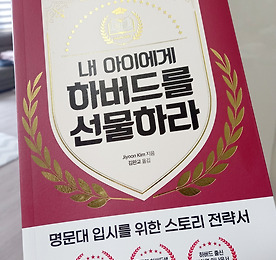 내 아이에게
하버드를
선물하라
Jiyoon Kim 지음
김현교 옮김
명문대 입시를 위한 스토리 전략서
하버드 출신